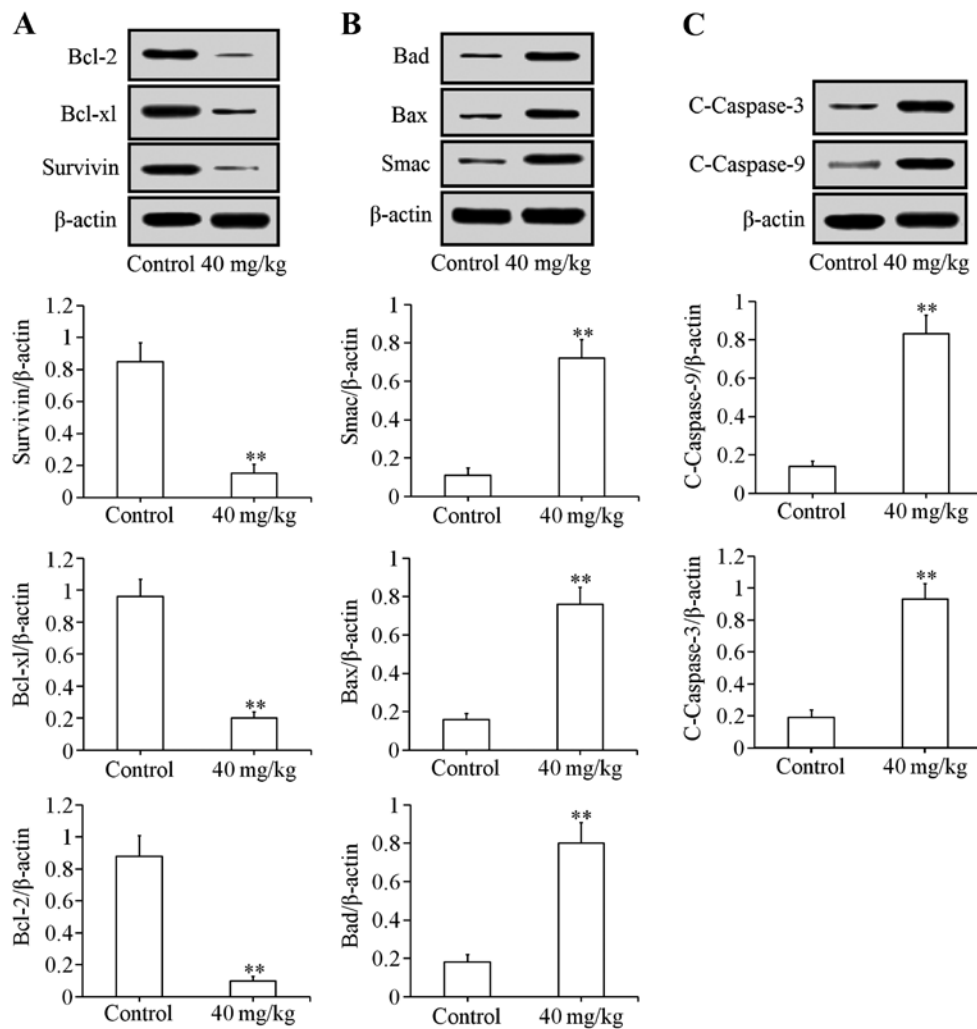 A
Bcl-2
Bcl-xl
Survivin
β-actin
Control 40 mg/kg
1.2
1
0.8
0.6
0.4
0.2
0
Survivin/β-actin
**
Control 40 mg/kg
1.2
1
0.8
0.6
0.4
0.2
0
Bcl-xl/β-actin
**
Control 40 mg/kg
1.2
1
0.8
0.6
0.4
0.2
0
Bcl-2/β-actin
**
Control 40 mg/kg
B
Bad
Bax
Smac
β-actin
Control 40 mg/kg
1
0.8
0.6
0.4
0.2
0
Smac/β-actin
**
Control 40 mg/kg
1
0.8
0.6
0.4
0.2
0
Bax/β-actin
**
Control 40 mg/kg
1
0.8
0.6
0.4
0.2
0
Bad/β-actin
**
Control 40 mg/kg
C
C-Caspase-3
C-Caspase-9
β-actin
Control 40 mg/kg
1
0.8
0.6
0.4
0.2
0
C-Caspase-9/β-actin
**
Control 40 mg/kg
1.2
1
0.8
0.6
0.4
0.2
0
C-Caspase-3/β-actin
**
Control 40 mg/kg